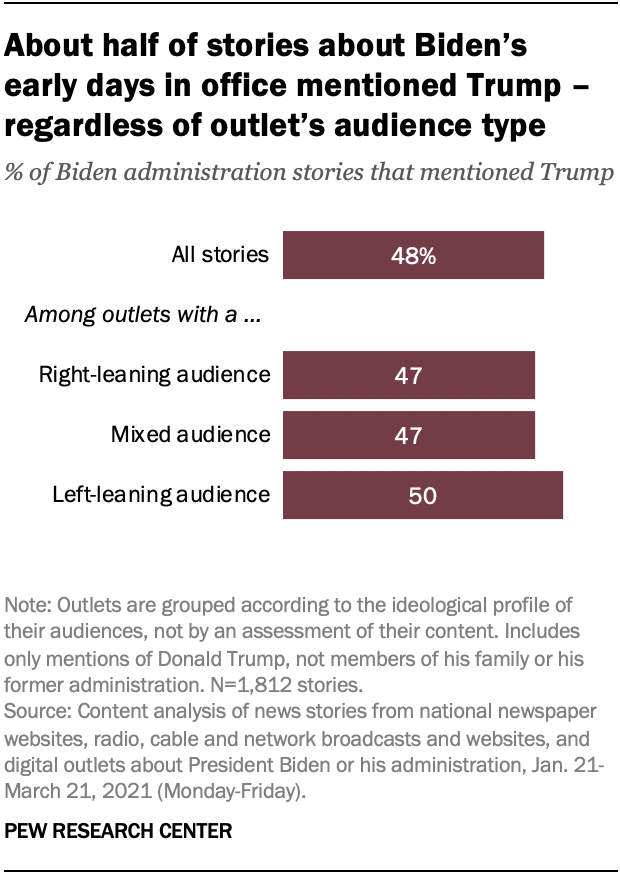 About half of stories about Biden's
early days in office mentioned Trump –
regardless of outlet's audience type
% of Biden administration stories that mentioned Trump
All stories 48%
Among outlets with a ...
Right-leaning audience 47
Mixed audience 47
Left-leaning audience 50
Note: Outlets are grouped according to the ideological profile of
their audiences, not by an assessment of their content. Includes
only mentions of Donald Trump, not members of his family or his
former administration. N=1,812 stories.
Source: Content analysis of news stories from national newspaper
websites, radio, cable and network broadcasts and websites, and
digital outlets about President Biden or his administration, Jan. 21-
March 21, 2021 (Monday-Friday).
PEW RESEARCH CENTER